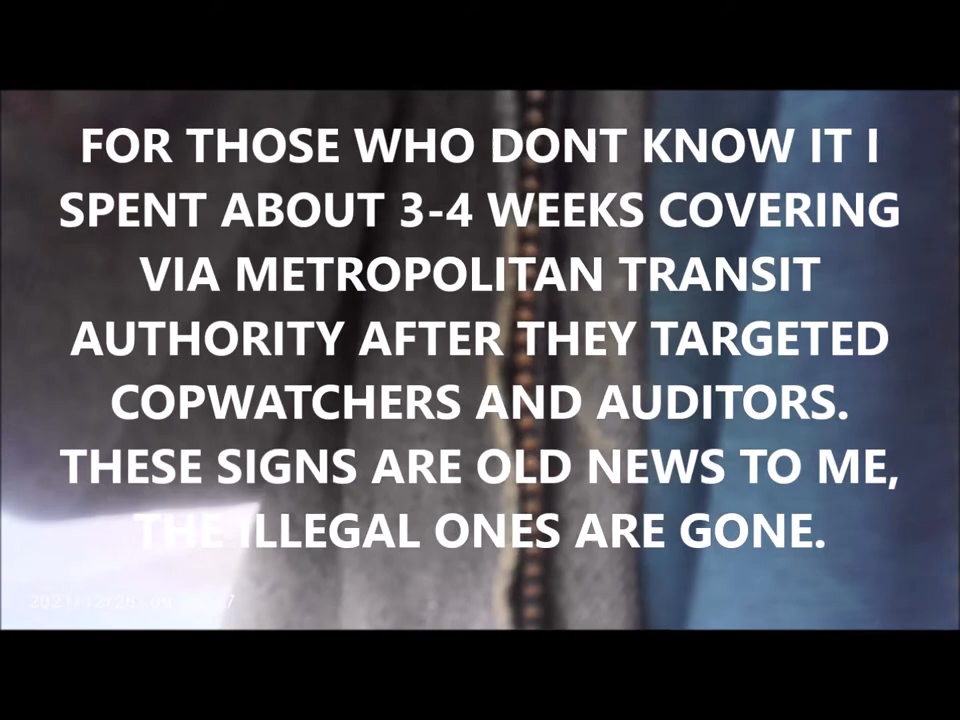 FOR THOSE WHO DONT KNOW IT I
SPENT ABOUT 3-4 WEEKS COVERING
VIA METROPOLITAN TRANSIT
AUTHORITY AFTER THEY TARGETED
COPWATCHERS AND AUDITORS.
THESE SIGNS ARE OLD NEWS TO ME,
THE ILLEGAL ONES ARE GONE.